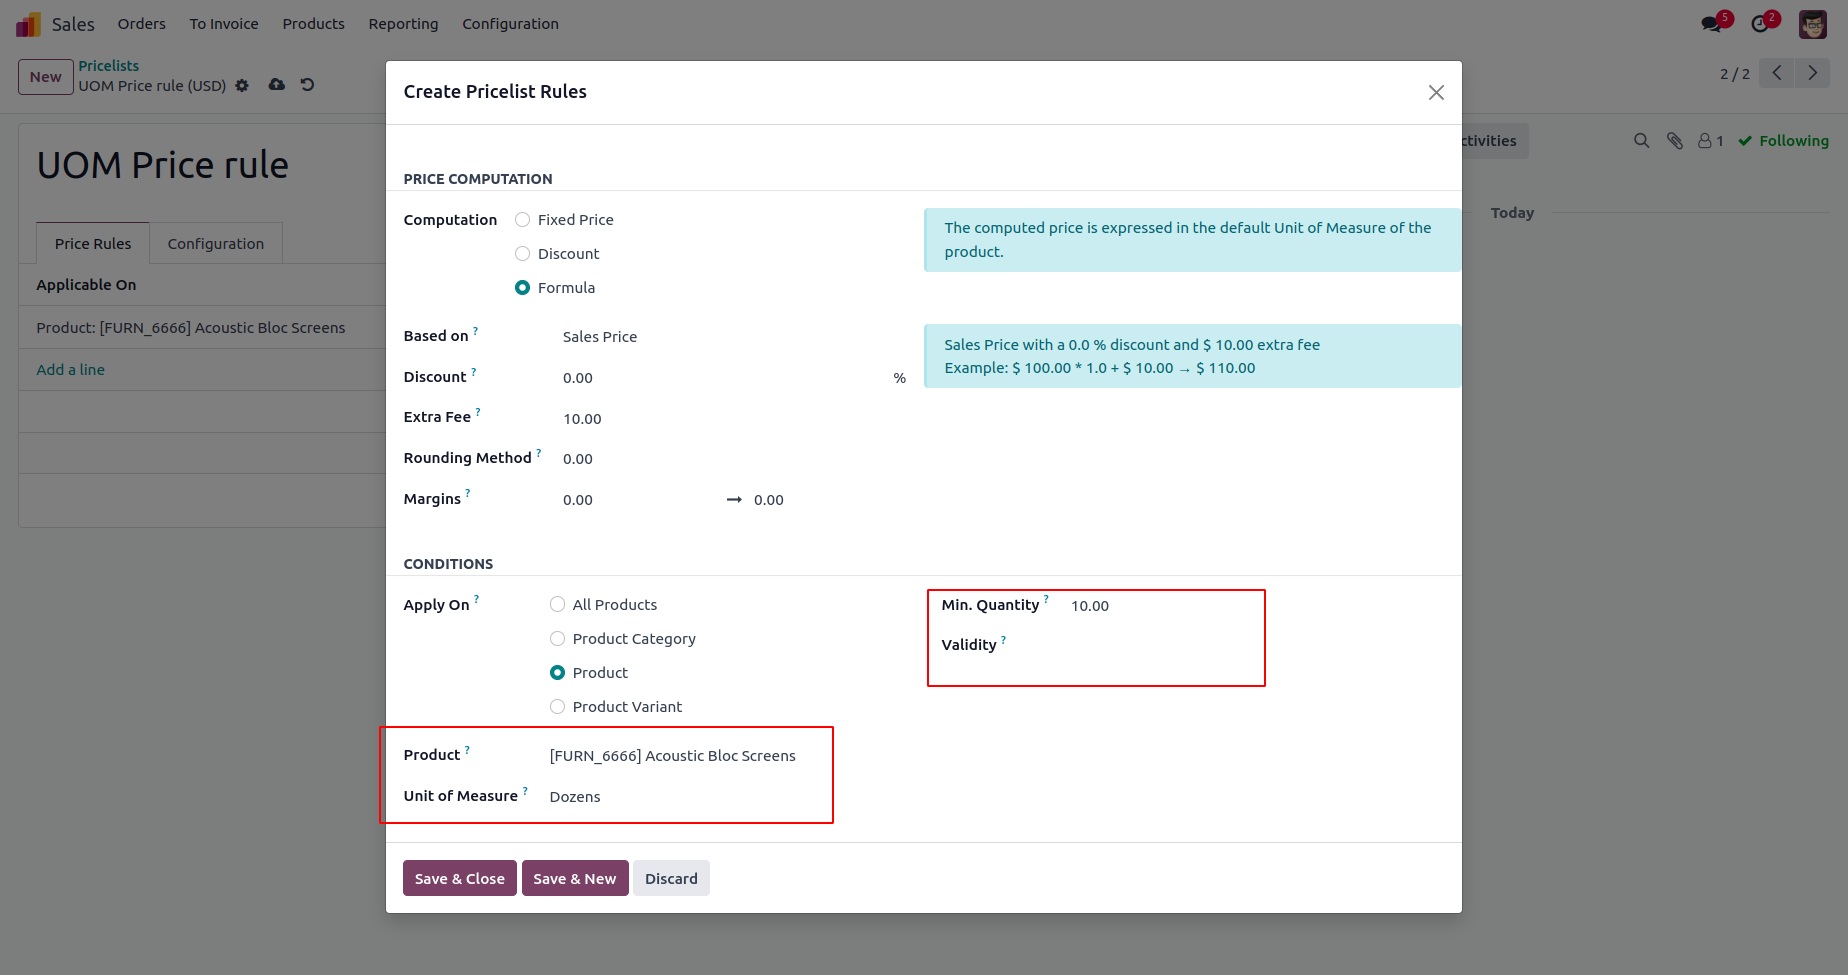 Sales Orders To Invoice Products Reporting Configuration 5 2
New Pricelists
UOM Price rule (USD) 2 / 2
Create Pricelist Rules
UOM Price rule
ctivities 1 Following
Today
Price Rules Configuration
Applicable On
Product: [FURN_6666] Acoustic Bloc Screens
Add a line
PRICE COMPUTATION
Computation Fixed Price
Discount
Formula
The computed price is expressed in the default Unit of Measure of the
product.
Based on ? Sales Price
Discount ? 0.00 %
Extra Fee ? 10.00
Rounding Method ? 0.00
Margins ? 0.00 → 0.00
Sales Price with a 0.0 % discount and $ 10.00 extra fee
Example: $ 100.00 * 1.0 + $ 10.00 → $ 110.00
CONDITIONS
Apply On ? All Products
Product Category
Product
Product Variant
Min. Quantity ? 10.00
Validity ?
Product ? [FURN_6666] Acoustic Bloc Screens
Unit of Measure ? Dozens
Save & Close Save & New Discard